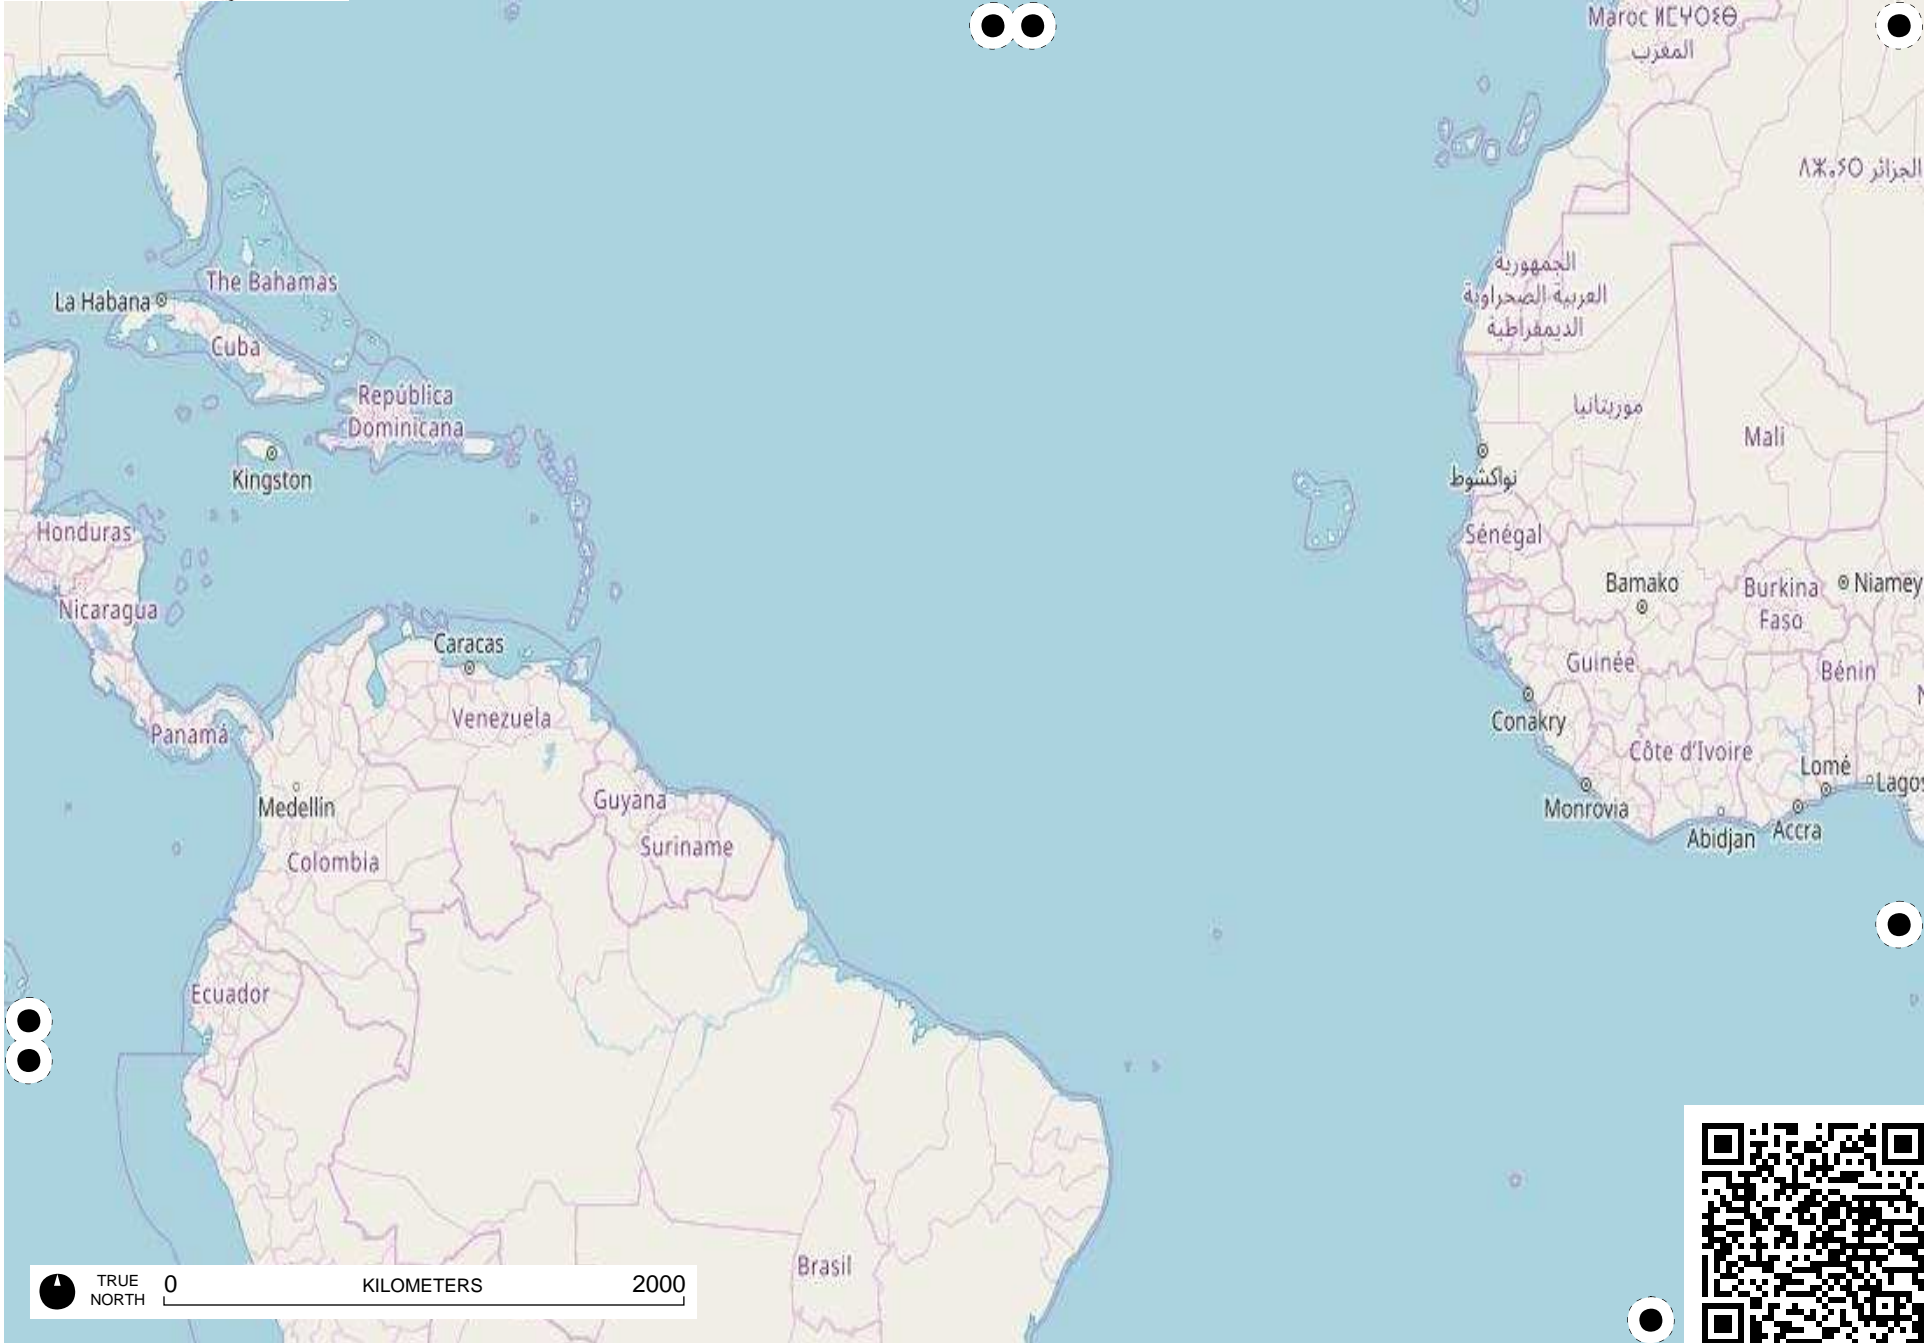 Maroc ⵍⵎⵖⵔⵉⴱ
المغرب
ⴷⵣⴰⵢⵔ الجزائر
الجمهورية
العربية الصحراوية
الديمقراطية
The Bahamas
La Habana
Cuba
República
Dominicana
موريتانيا
Mali
Kingston
نواكشوط
Honduras
Sénégal
Bamako
Burkina
Faso
Niamey
Nicaragua
Caracas
Guinée
Bénin
Venezuela
Conakry
Panamá
Côte d'Ivoire
Lomé
Lagos
Medellín
Guyana
Monrovia
Abidjan
Accra
Suriname
Colombia
Ecuador
Brasil
TRUE
NORTH
0 KILOMETERS 2000